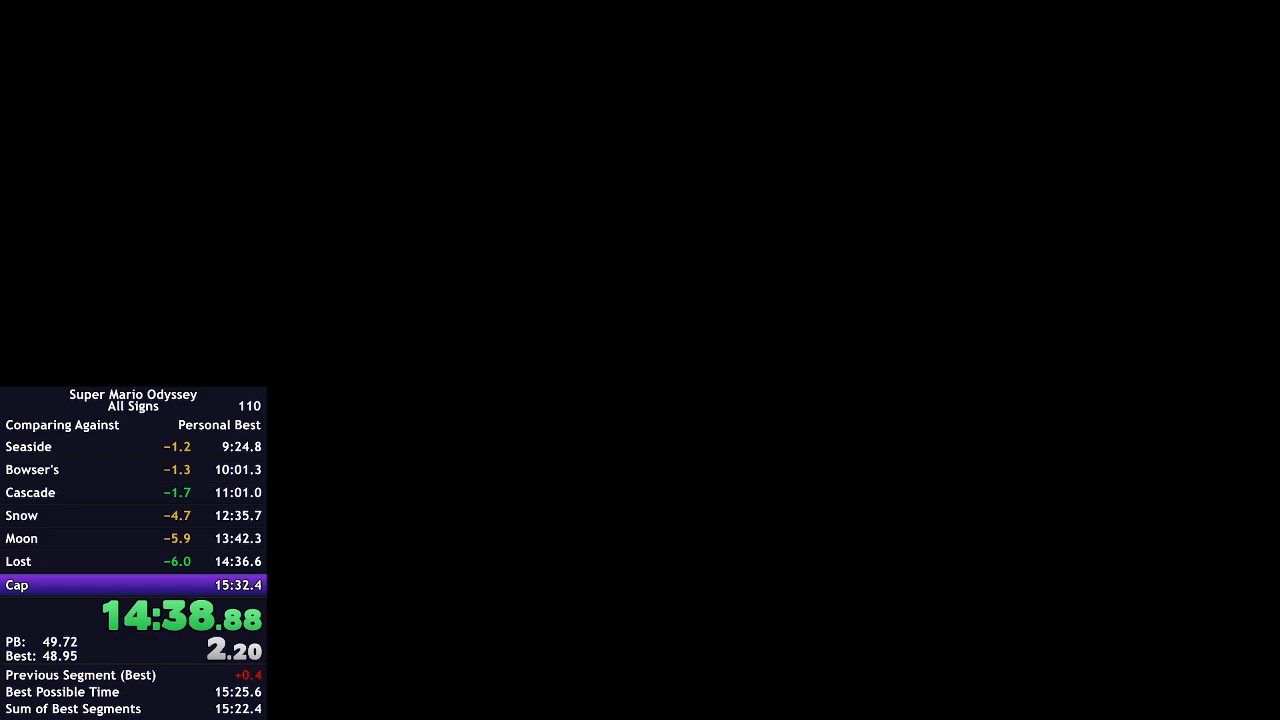 Super Mario Odyssey
All Signs 110
Comparing Against Personal Best
Seaside −1.2 9:24.8
Bowser's −1.3 10:01.3
Cascade −1.7 11:01.0
Snow −4.7 12:35.7
Moon −5.9 13:42.3
Lost −6.0 14:36.6
Cap 15:32.4
14:38.88
PB: 49.72
Best: 48.95
2.20
Previous Segment (Best) +0.4
Best Possible Time 15:25.6
Sum of Best Segments 15:22.4